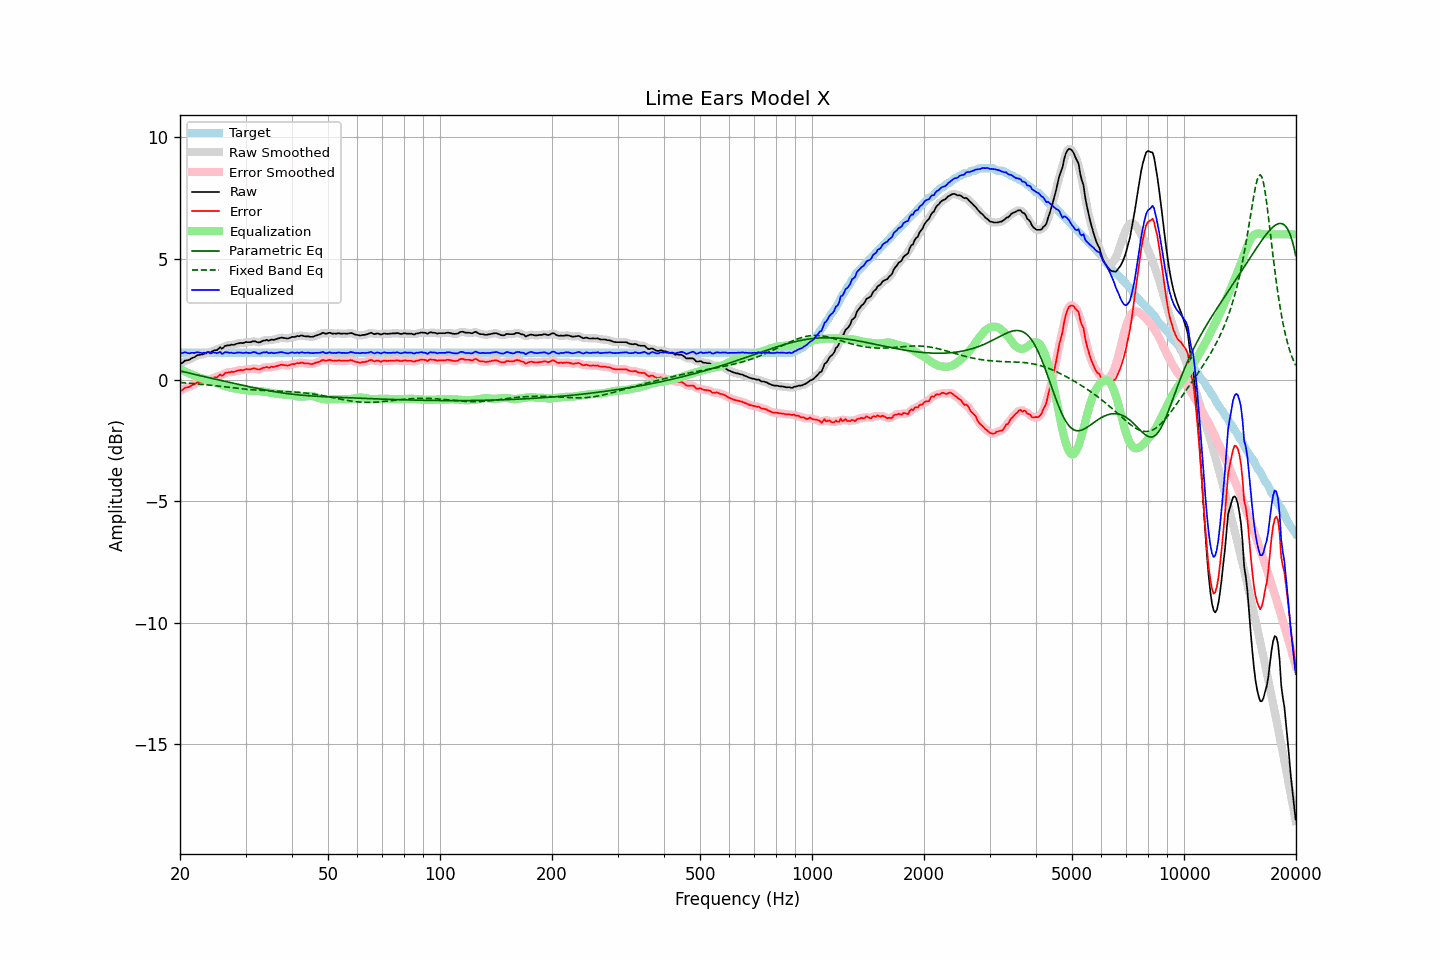 Lime Ears Model X
Target
Raw Smoothed
Error Smoothed
Raw
Error
Equalization
Parametric Eq
Fixed Band Eq
Equalized
10
5
0
−5
−10
−15
Amplitude (dBr)
20 50 100 200 500 1000 2000 5000 10000 20000
Frequency (Hz)